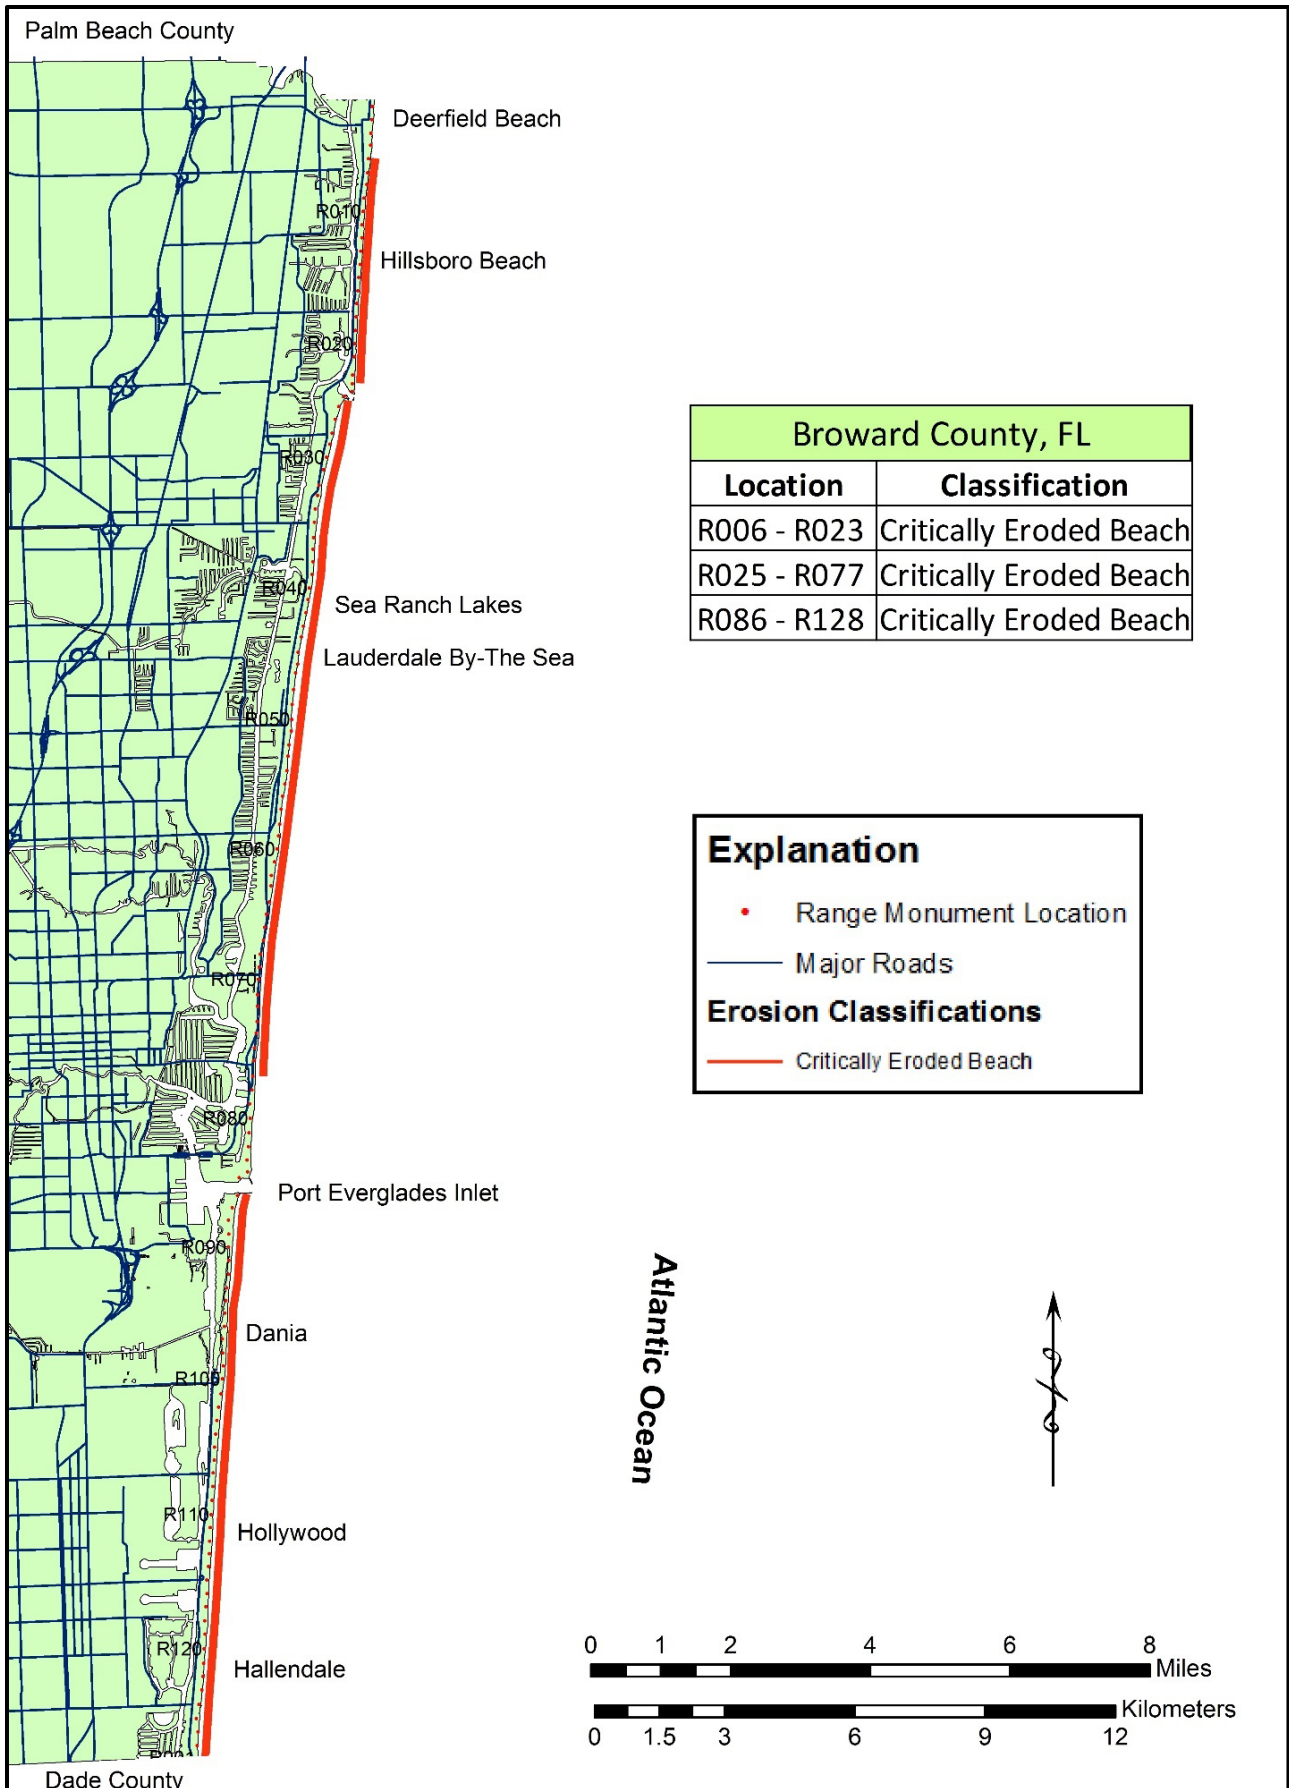 Palm Beach County
Deerfield Beach
R010
Hillsboro Beach
R020
Broward County, FL
Location Classification
R006 - R023 Critically Eroded Beach
R025 - R077 Critically Eroded Beach
R086 - R128 Critically Eroded Beach
R030
R040
Sea Ranch Lakes
Lauderdale By-The Sea
R050
R060
Explanation
Range Monument Location
Major Roads
Erosion Classifications
Critically Eroded Beach
R070
R080
Port Everglades Inlet
R090
Atlantic Ocean
Dania
R100
R110
Hollywood
R120
Hallendale
0 1 2 4 6 8
Miles
Kilometers
0 1.5 3 6 9 12
Dade County